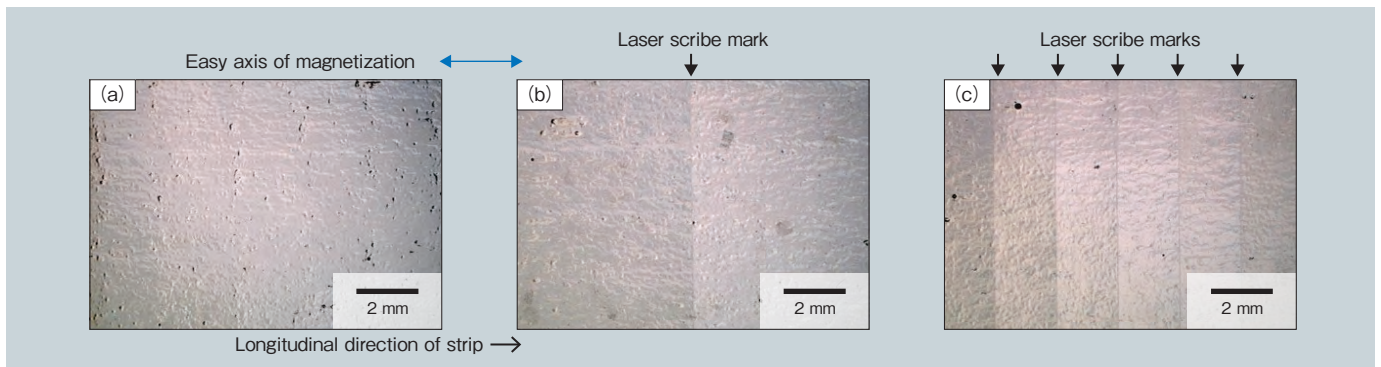 Easy axis of magnetization
Laser scribe mark
Laser scribe marks
(a)
(b)
(c)
2 mm
2 mm
2 mm
Longitudinal direction of strip